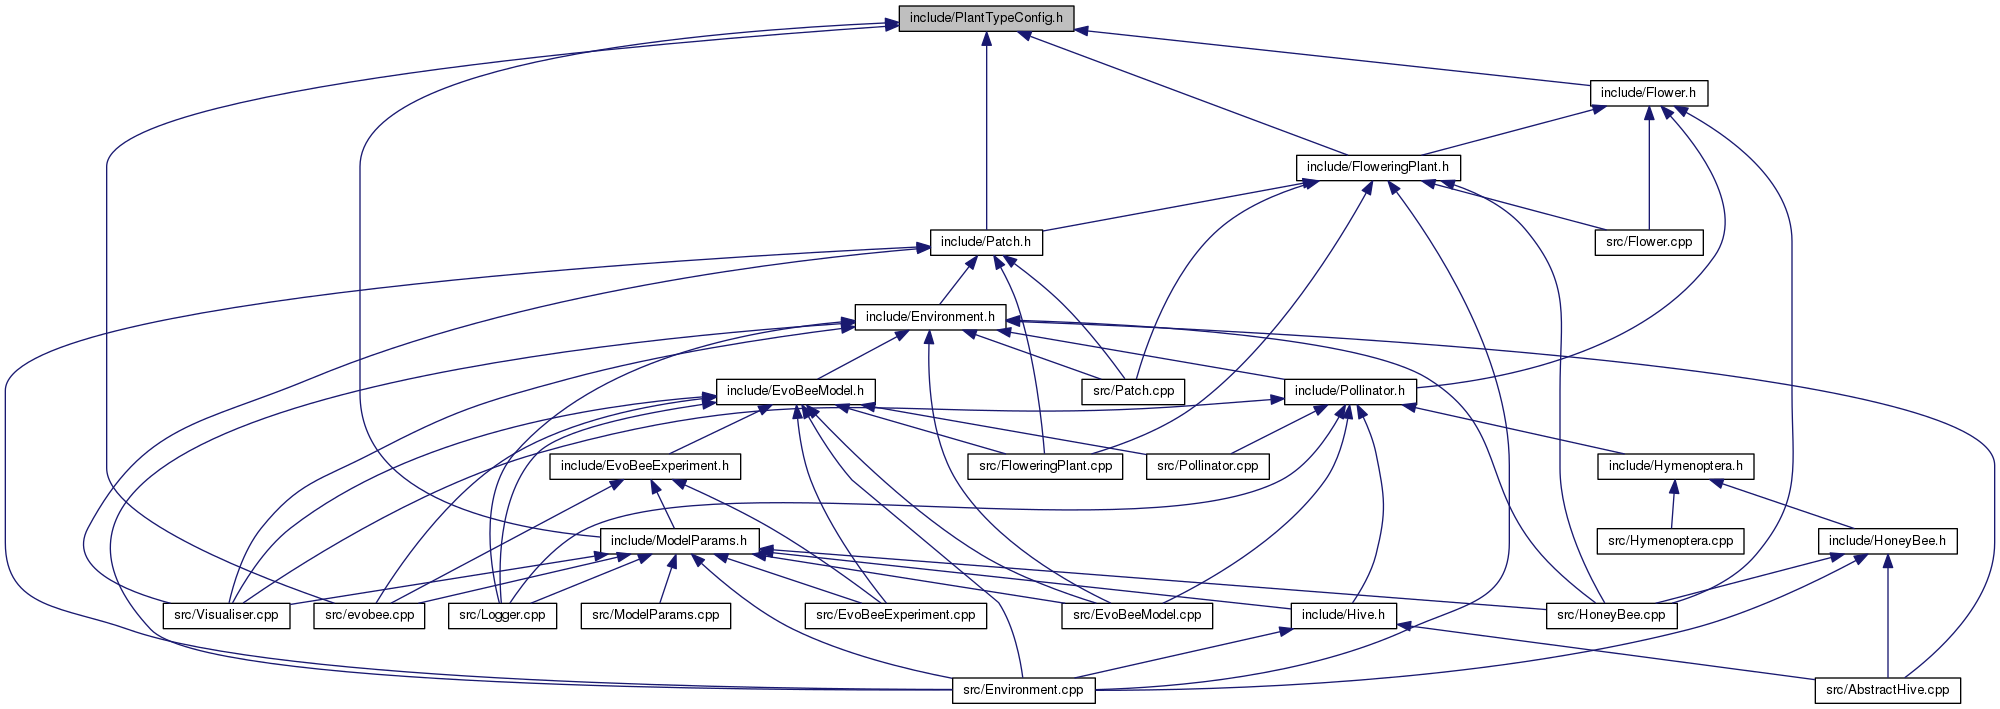 include/PlantTypeConfig.h
include/Flower.h
include/FloweringPlant.h
include/Patch.h
src/Flower.cpp
include/Environment.h
include/EvoBeeModel.h
src/Patch.cpp
include/Pollinator.h
include/EvoBeeExperiment.h
src/FloweringPlant.cpp
src/Pollinator.cpp
include/Hymenoptera.h
include/ModelParams.h
src/Hymenoptera.cpp
include/HoneyBee.h
src/Visualiser.cpp
src/evobee.cpp
src/Logger.cpp
src/ModelParams.cpp
src/EvoBeeExperiment.cpp
src/EvoBeeModel.cpp
include/Hive.h
src/HoneyBee.cpp
src/Environment.cpp
src/AbstractHive.cpp